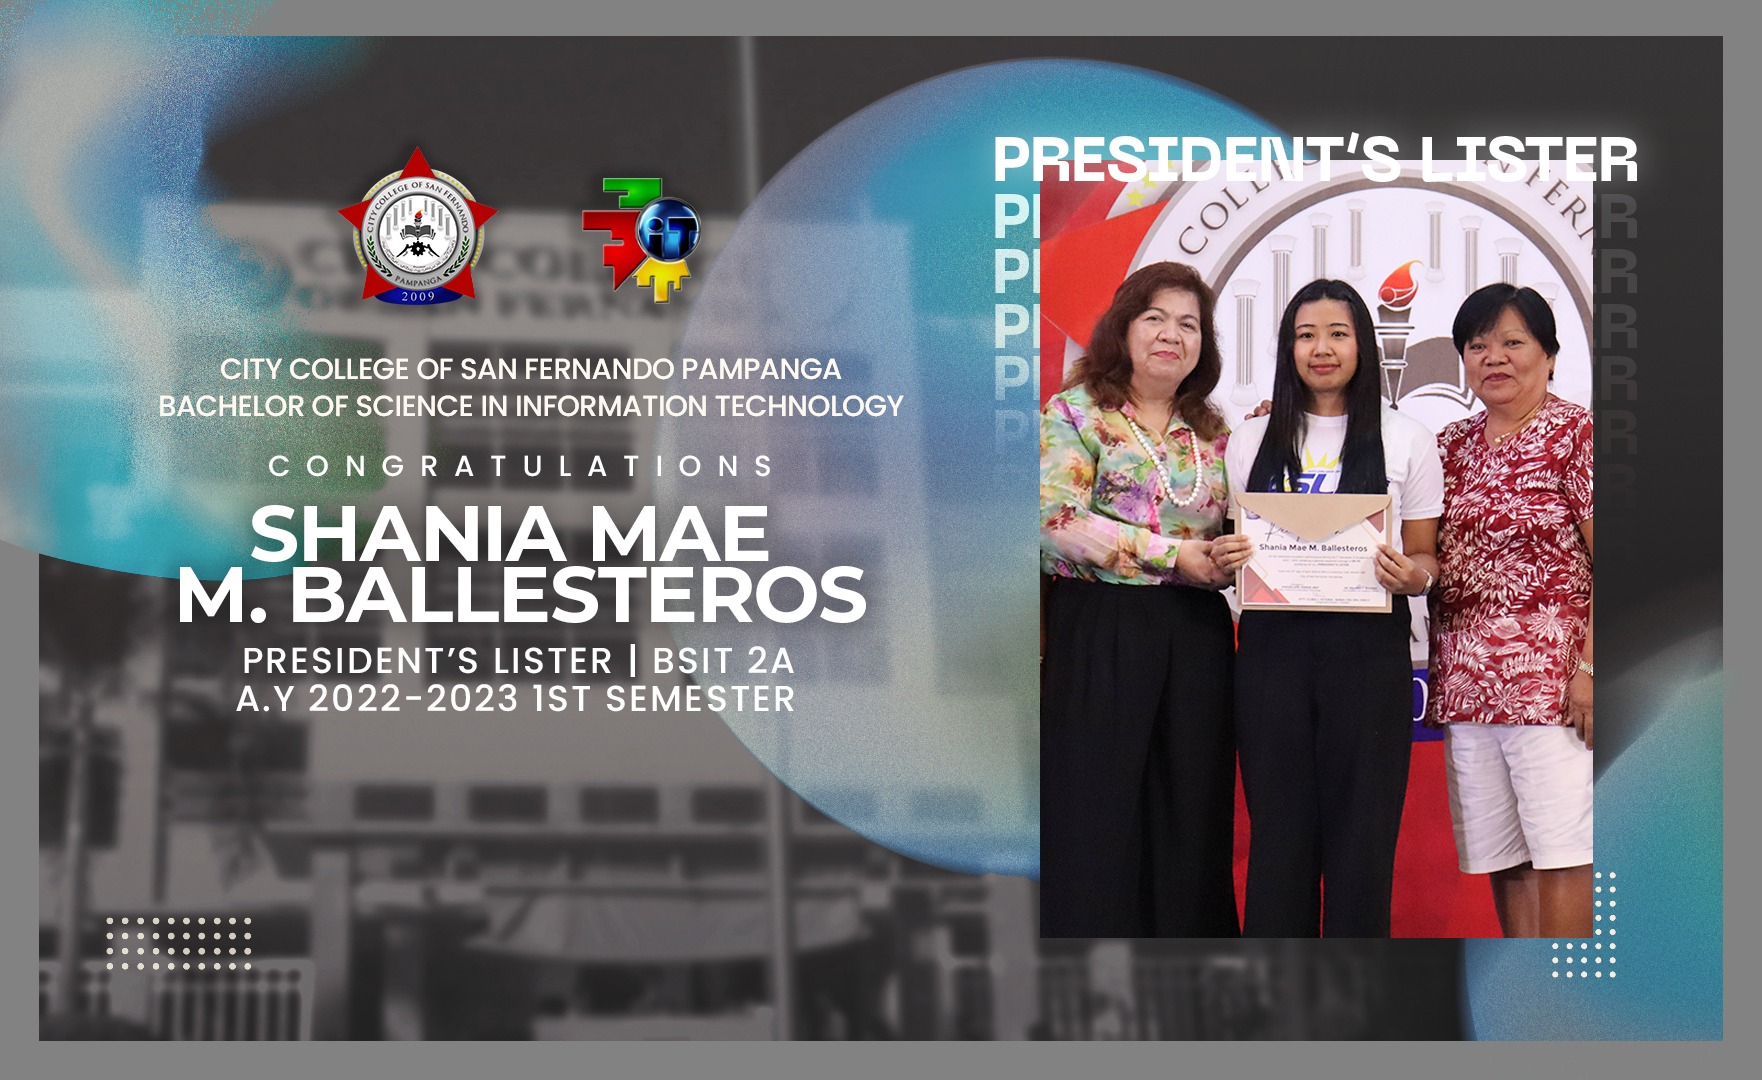 CITY COLLEGE OF SAN FERNANDO
PAMPANGA
2009
iT
CITY COLLEGE OF SAN FERNANDO PAMPANGA
BACHELOR OF SCIENCE IN INFORMATION TECHNOLOGY
CONGRATULATIONS
SHANIA MAE
M. BALLESTEROS
PRESIDENT'S LISTER | BSIT 2A
A.Y 2022-2023 1ST SEMESTER
PRESIDENT'S LISTER
Shania Mae M. Ballesteros